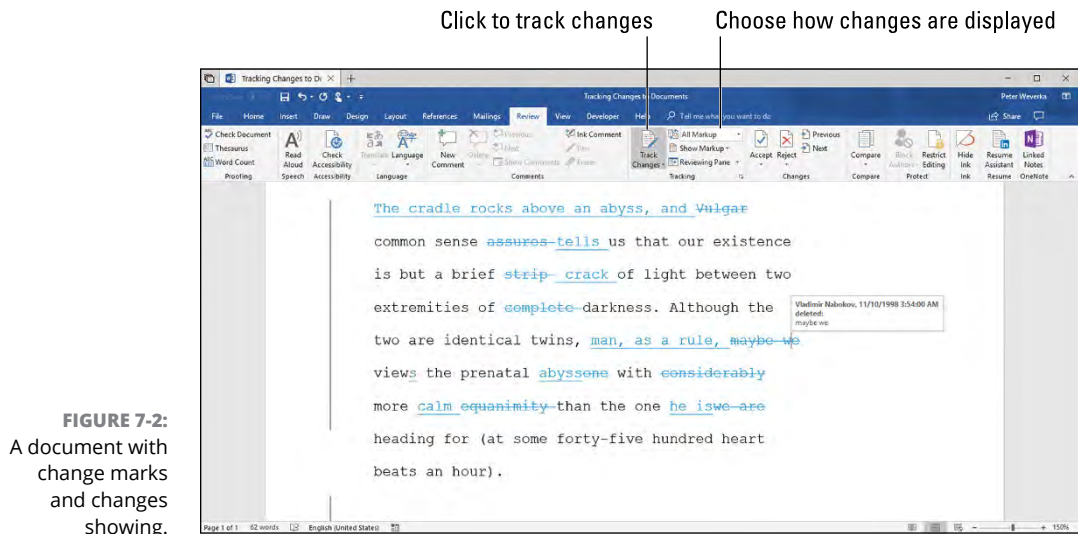 Click to track changes Choose how changes are displayed
Tracking Changes to Dr
Tracking Changes to Documents Peter Weverka
File Home Insert Draw Design Layout References Mailings Review View Developer Help Tell me what you want to do Share
Check Document Previous Ink Comment All Markup Previous
Thesaurus Read Check Translate Language New Delete Next Pen Track Show Markup Accept Reject Next Compare Block Restrict Hide Resume Linked
Word Count Aloud Accessibility Comment Show Comments Eraser Changes Reviewing Pane Authors Editing Ink Assistant Notes
Proofing Speech Accessibility Language Comments Tracking Changes Compare Protect Ink Resume OneNote
The cradle rocks above an abyss, and Vulgar
common sense assures tells us that our existence
is but a brief strip crack of light between two
extremities of complete darkness. Although the
Vladimir Nabokov, 11/10/1998 3:54:00 AM
deleted:
maybe we
two are identical twins, man, as a rule, maybe we
views the prenatal abyssone with considerably
more calm equanimity than the one he iswe are
heading for (at some forty-five hundred heart
beats an hour).
Page 1 of 1 62 words English (United States) 150%
FIGURE 7-2:
A document with
change marks
and changes
showing.